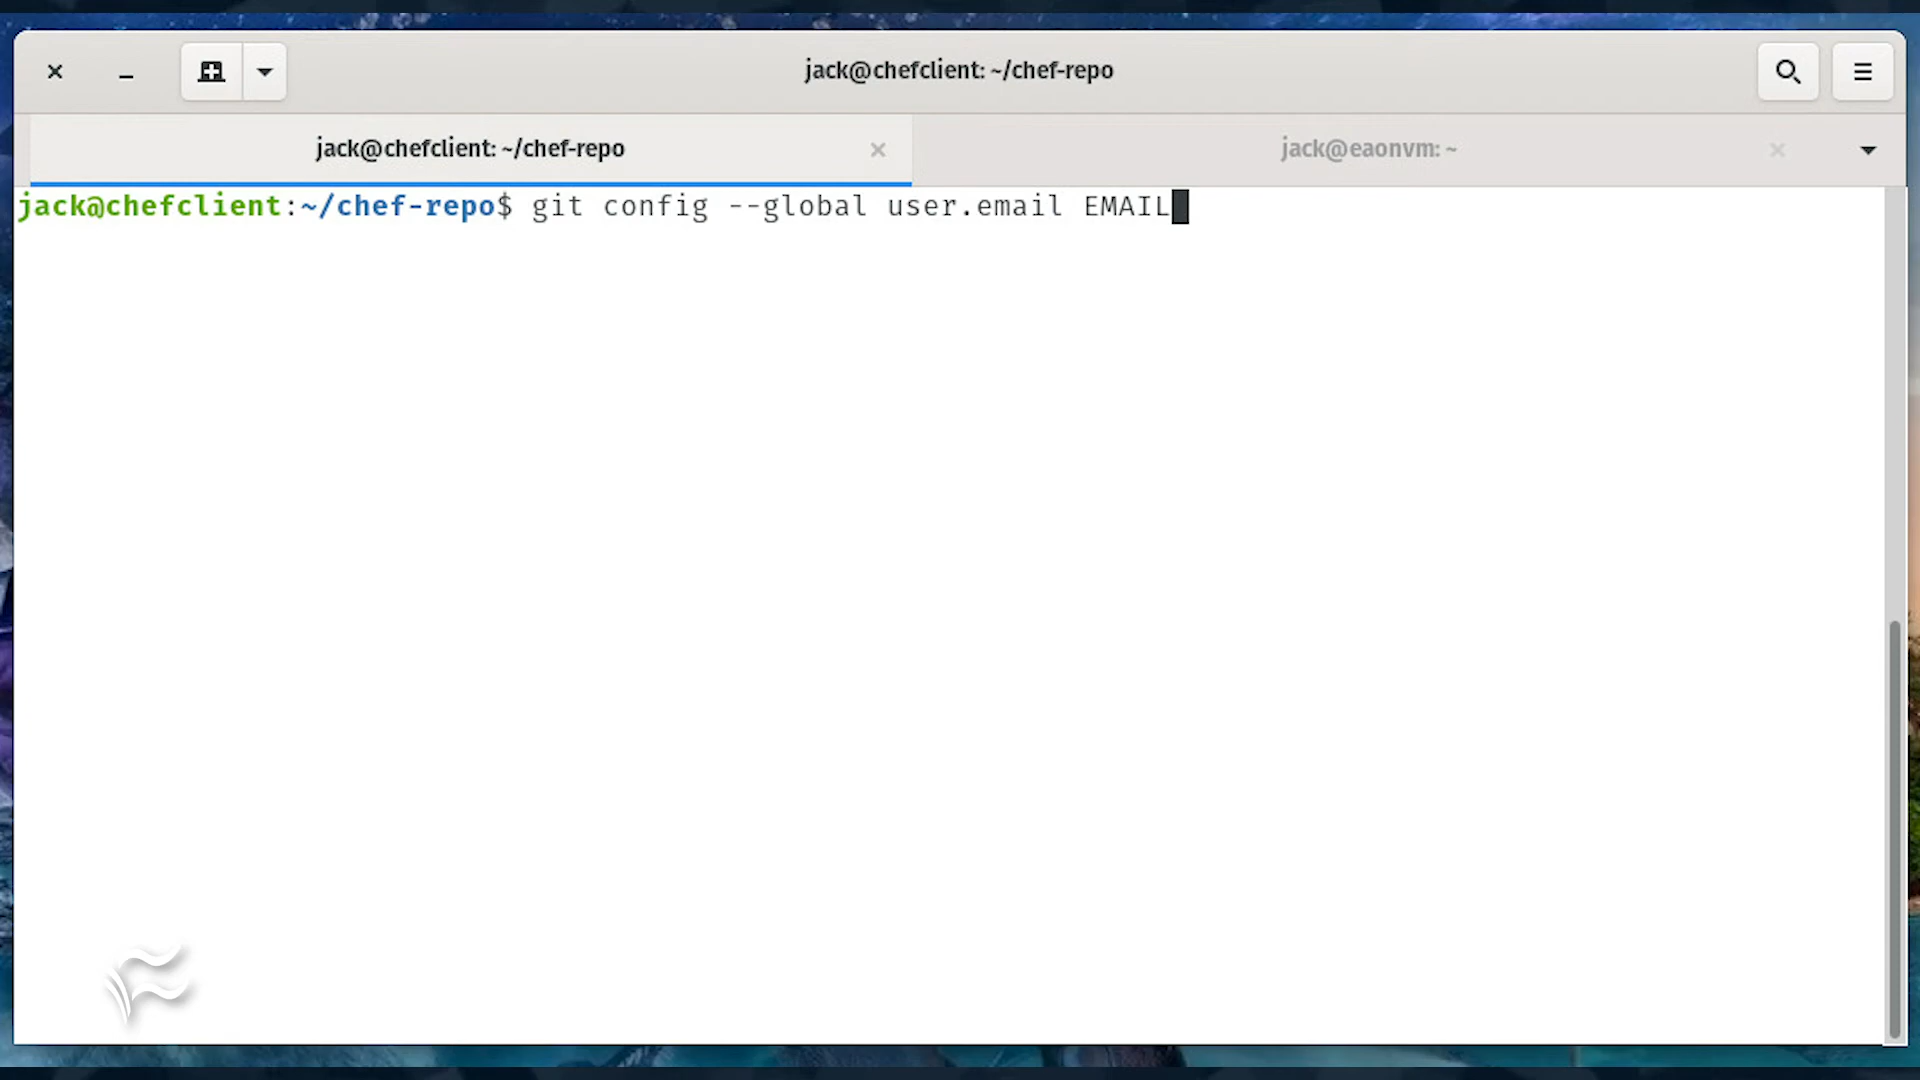 jack@chefclient: ~/chef-repo
jack@chefclient: ~/chef-repo
jack@eaonvm: ~
jack@chefclient:~/chef-repo$ git config --global user.email EMAIL